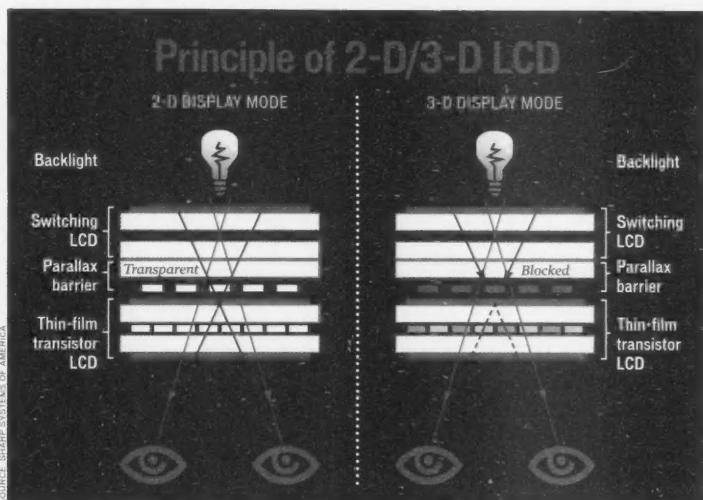 Principle of 2-D/3-D LCD
2-D DISPLAY MODE
3-D DISPLAY MODE
Backlight
Backlight
Switching
LCD
Switching
LCD
Transparent
Blocked
Parallax
barrier
Parallax
barrier
Thin-film
transistor
LCD
Thin-film
transistor
LCD
SOURCE: SHARP SYSTEMS OF AMERICA